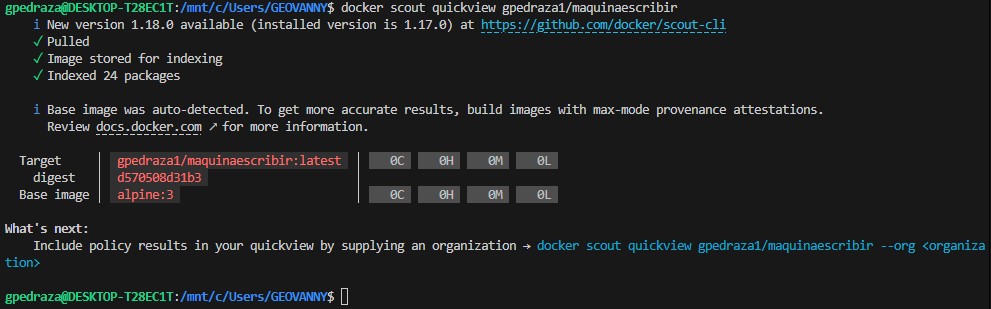 gpedraza@DESKTOP-T28EC1T:/mnt/c/Users/GEOVANNY$ docker scout quickview gpedraza1/maquinaescribir
i New version 1.18.0 available (installed version is 1.17.0) at https://github.com/docker/scout-cli
✓ Pulled
✓ Image stored for indexing
✓ Indexed 24 packages
i Base image was auto-detected. To get more accurate results, build images with max-mode provenance attestations.
Review docs.docker.com ↗ for more information.
Target │ gpedraza1/maquinaescribir:latest │ 0C 0H 0M 0L
digest │ d570508d31b3 │
Base image │ alpine:3 │ 0C 0H 0M 0L
What's next:
Include policy results in your quickview by supplying an organization → docker scout quickview gpedraza1/maquinaescribir --org <organiza
tion>
gpedraza@DESKTOP-T28EC1T:/mnt/c/Users/GEOVANNY$